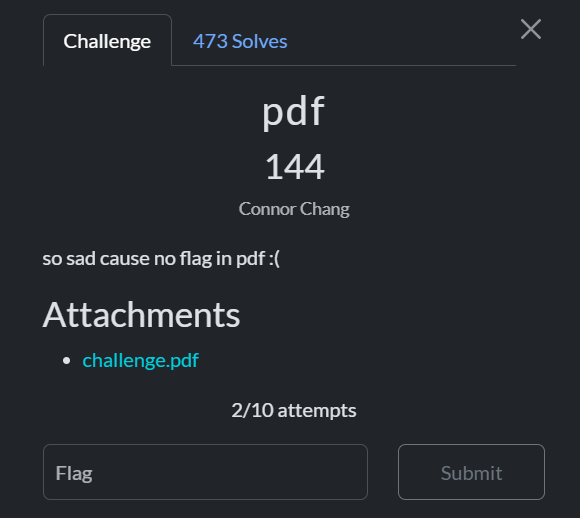 Challenge
473 Solves
pdf
144
Connor Chang
so sad cause no flag in pdf :(
Attachments
• challenge.pdf
2/10 attempts
Flag
Submit